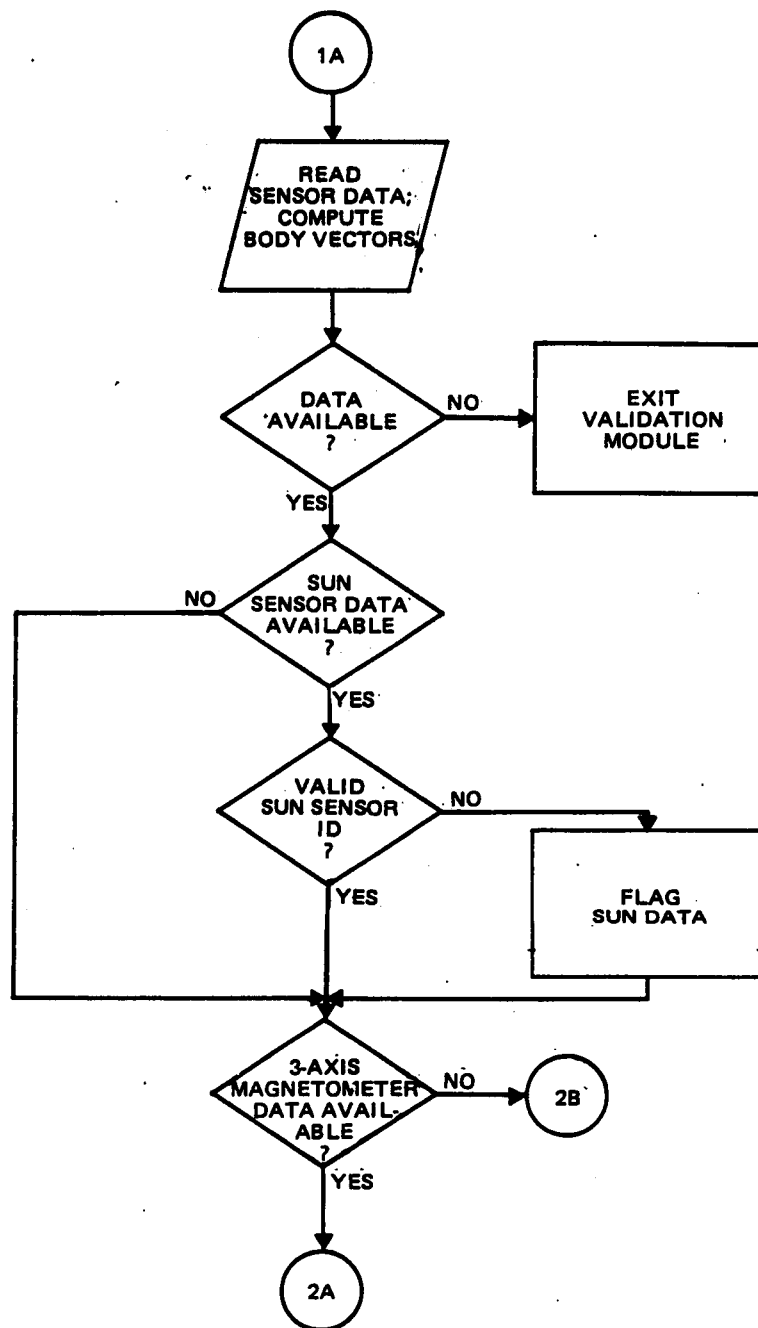 1A
READ
SENSOR DATA;
COMPUTE
BODY VECTORS
DATA
AVAILABLE
?
NO
EXIT
VALIDATION
MODULE
YES
SUN
SENSOR DATA
AVAILABLE
?
NO
YES
VALID
SUN SENSOR
ID
?
NO
YES
FLAG
SUN DATA
3-AXIS
MAGNETOMETER
DATA AVAIL-
ABLE
?
NO
2B
YES
2A